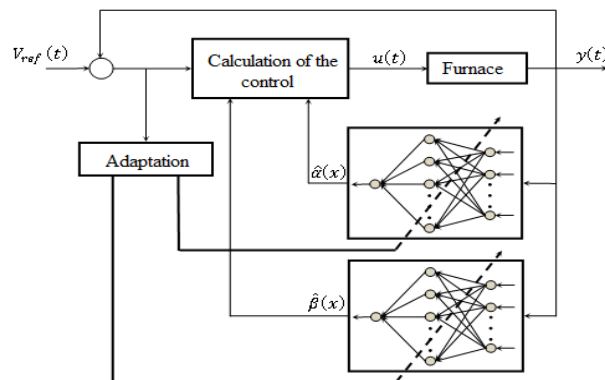 V_ref(t)
Calculation of the
control
u(t)
Furnace
y(t)
Adaptation
α̂(x)
β̂(x)